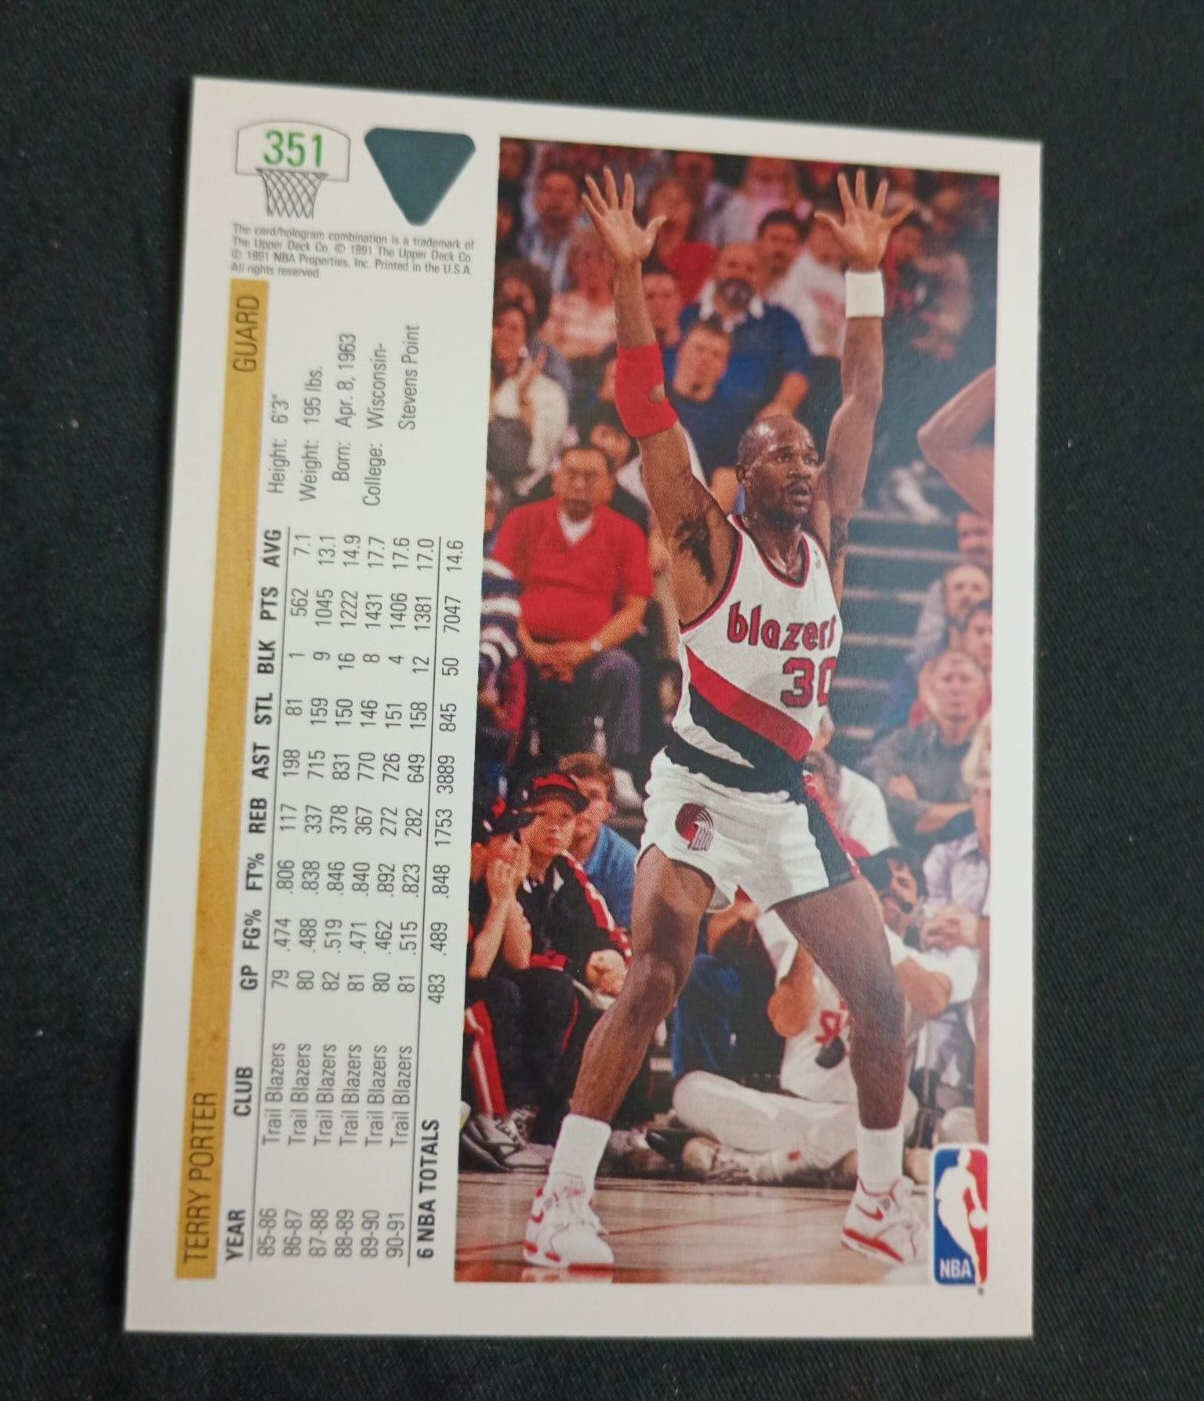 351
The card/hologram combination is a trademark of
The Upper Deck Co. © 1991 The Upper Deck Co.
© 1991 NBA Properties, Inc. Printed in the U.S.A.
All rights reserved.
TERRY PORTER GUARD
YEAR CLUB GP FG% FT% REB AST STL BLK PTS AVG
85-86 Trail Blazers 79 .474 .806 117 198 81 1 562 7.1
86-87 Trail Blazers 80 .488 .838 337 715 159 9 1045 13.1
87-88 Trail Blazers 82 .519 .846 378 831 150 16 1222 14.9
88-89 Trail Blazers 81 .471 .840 367 770 146 8 1431 17.7
89-90 Trail Blazers 80 .462 .892 272 726 151 4 1406 17.6
90-91 Trail Blazers 81 .515 .823 282 649 158 12 1381 17.0
6 NBA TOTALS 483 .489 .848 1753 3889 845 50 7047 14.6
Height: 6'3"
Weight: 195 lbs.
Born: Apr. 8, 1963
College: Wisconsin-
Stevens Point
blazers
30
NBA